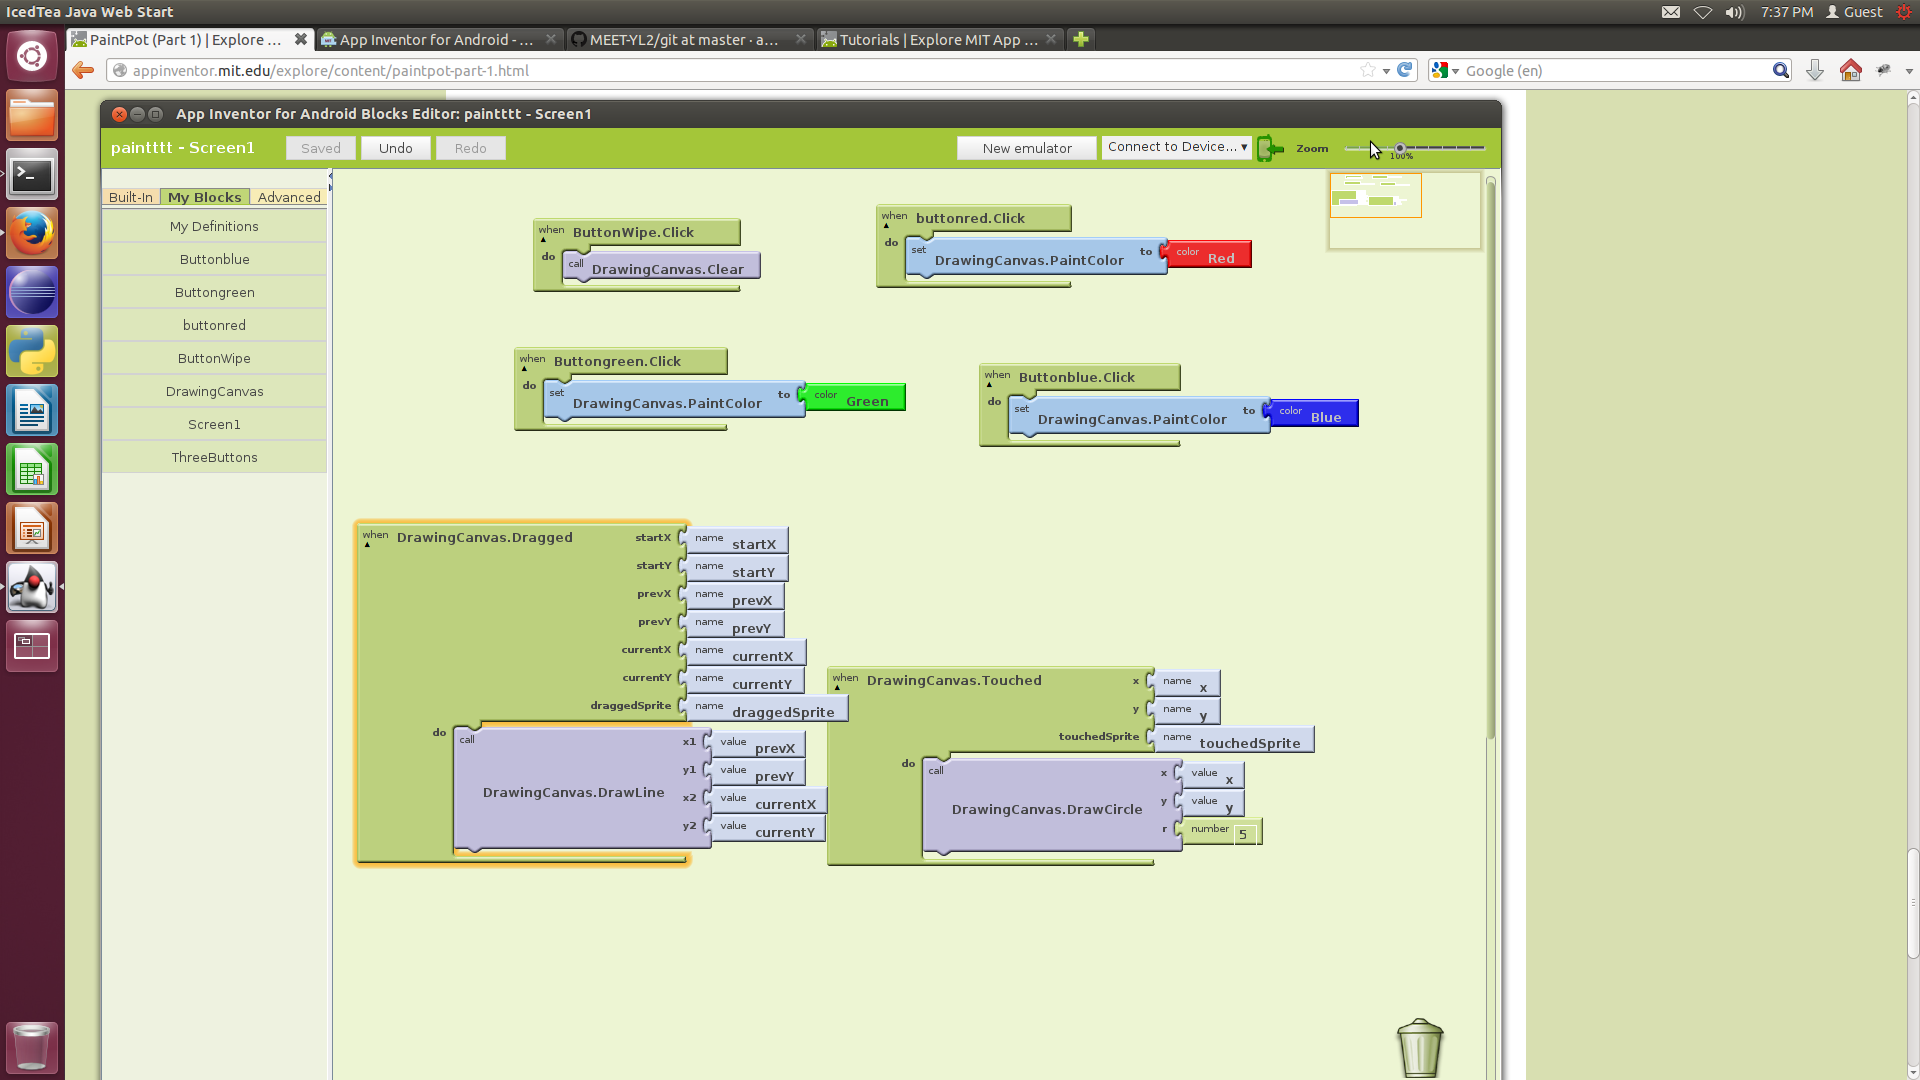 IcedTea Java Web Start
7:37 PM Guest
PaintPot (Part 1) | Explore ...
App Inventor for Android - ...
MEET-YL2/git at master · a...
Tutorials | Explore MIT App ...
appinventor.mit.edu/explore/content/paintpot-part-1.html
Google (en)
App Inventor for Android Blocks Editor: paintttt - Screen1
paintttt - Screen1
Saved
Undo
Redo
New emulator
Connect to Device...
Zoom
100%
Built-In
My Blocks
Advanced
My Definitions
Buttonblue
Buttongreen
buttonred
ButtonWipe
DrawingCanvas
Screen1
ThreeButtons
when ButtonWipe.Click
do call DrawingCanvas.Clear
when buttonred.Click
do set DrawingCanvas.PaintColor to color Red
when Buttongreen.Click
do set DrawingCanvas.PaintColor to color Green
when Buttonblue.Click
do set DrawingCanvas.PaintColor to color Blue
when DrawingCanvas.Dragged startX name startX
startY name startY
prevX name prevX
prevY name prevY
currentX name currentX
currentY name currentY
draggedSprite name draggedSprite
do call x1 value prevX
y1 value prevY
DrawingCanvas.DrawLine
x2 value currentX
y2 value currentY
when DrawingCanvas.Touched x name x
y name y
touchedSprite name touchedSprite
do call x value x
DrawingCanvas.DrawCircle y value y
r number 5